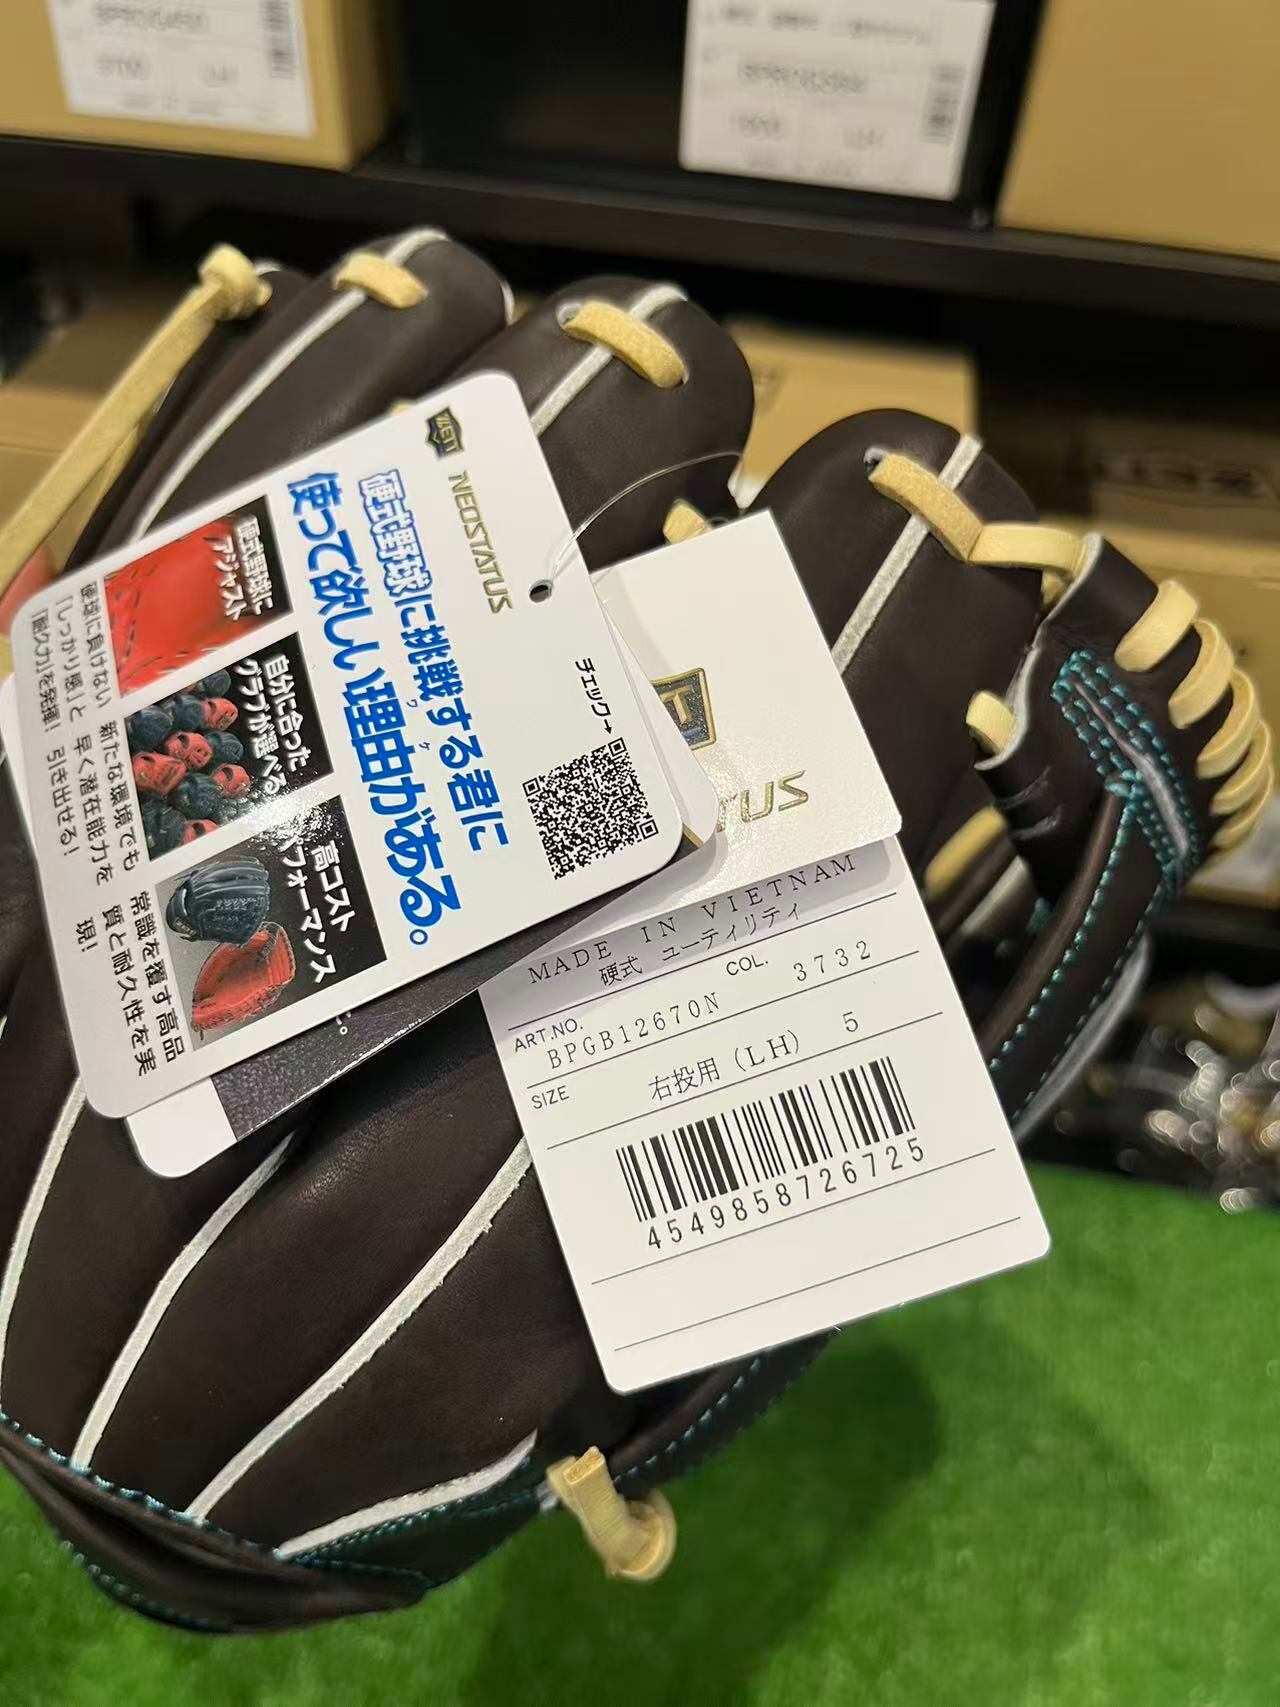 ZETT
NEOSTATUS
硬式野球に挑戦する君に
使って欲しい理由がある。
ワケ
チェック→
硬式野球に
アジャスト
硬球に負けない
「しっかり感」と
「耐久力」を発揮!
自分に合った
グラブが選べる
新たな環境でも
早く潜在能力を
引き出せる!
高コスト
パフォーマンス
常識を覆す高品
質と耐久性を実
現!
TUS
MADE IN VIETNAM
硬式 ユーティリティ
ART.NO. COL.
BPGB12670N 3732
SIZE 右投用(LH) 5
4549858726725